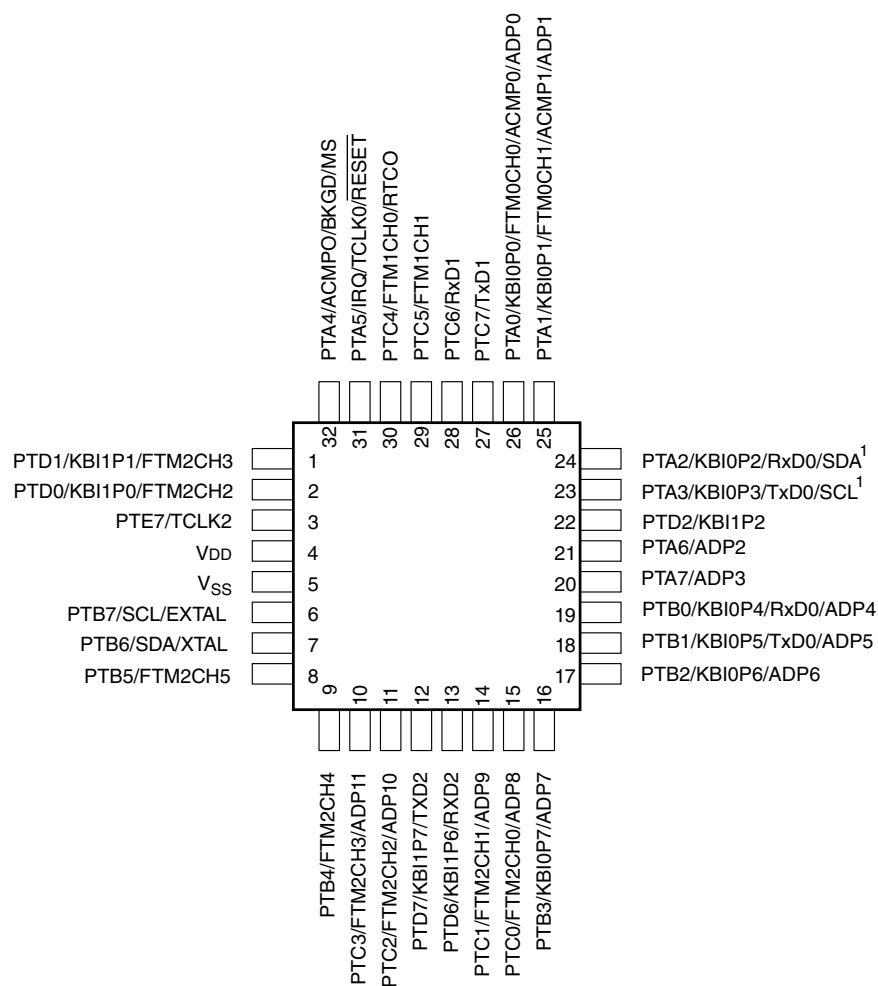 PTA4/ACMPO/BKGD/MS
PTA5/IRQ/TCLK0/RESET
PTC4/FTM1CH0/RTCO
PTC5/FTM1CH1
PTC6/RxD1
PTC7/TxD1
PTA0/KBI0P0/FTM0CH0/ACMP0/ADP0
PTA1/KBI0P1/FTM0CH1/ACMP1/ADP1
32 31 30 29 28 27 26 25
PTD1/KBI1P1/FTM2CH3 1
PTD0/KBI1P0/FTM2CH2 2
PTE7/TCLK2 3
VDD 4
VSS 5
PTB7/SCL/EXTAL 6
PTB6/SDA/XTAL 7
PTB5/FTM2CH5 8
24 PTA2/KBI0P2/RxD0/SDA1
23 PTA3/KBI0P3/TxD0/SCL1
22 PTD2/KBI1P2
21 PTA6/ADP2
20 PTA7/ADP3
19 PTB0/KBI0P4/RxD0/ADP4
18 PTB1/KBI0P5/TxD0/ADP5
17 PTB2/KBI0P6/ADP6
9 10 11 12 13 14 15 16
PTB4/FTM2CH4
PTC3/FTM2CH3/ADP11
PTC2/FTM2CH2/ADP10
PTD7/KBI1P7/TXD2
PTD6/KBI1P6/RXD2
PTC1/FTM2CH1/ADP9
PTC0/FTM2CH0/ADP8
PTB3/KBI0P7/ADP7